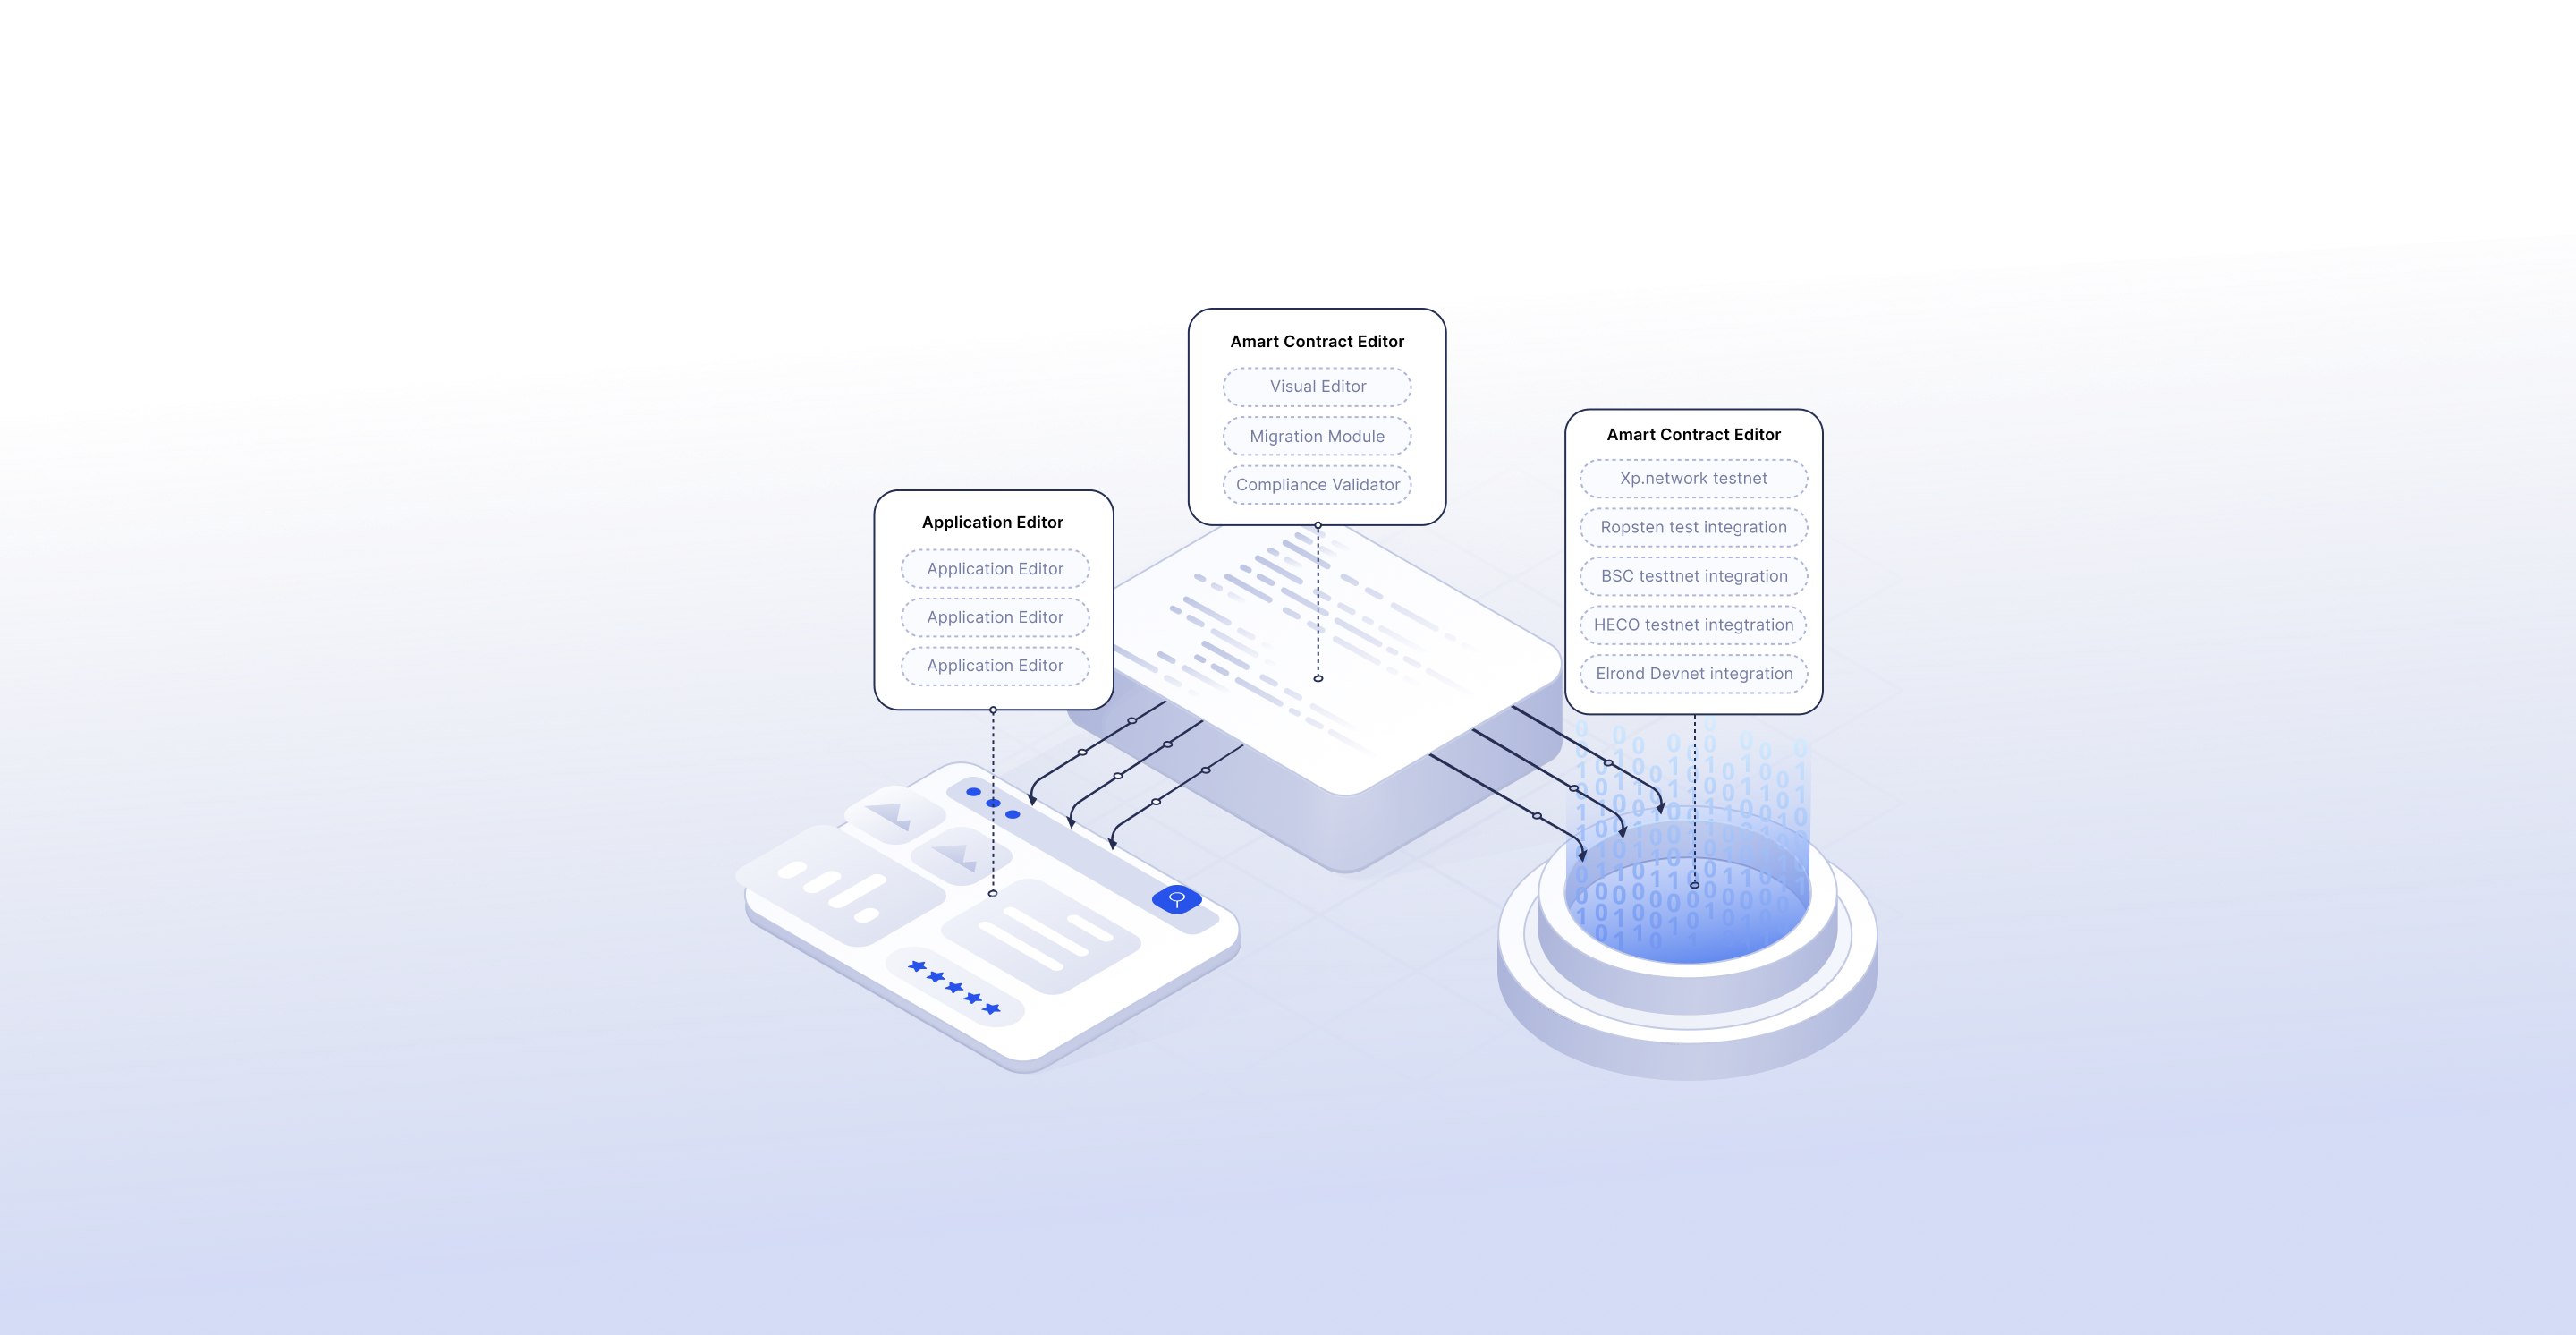 Amart Contract Editor
Visual Editor
Migration Module
Compliance Validator
Application Editor
Application Editor
Application Editor
Application Editor
Amart Contract Editor
Xp.network testnet
Ropsten test integration
BSC testtnet integration
HECO testnet integtration
Elrond Devnet integration